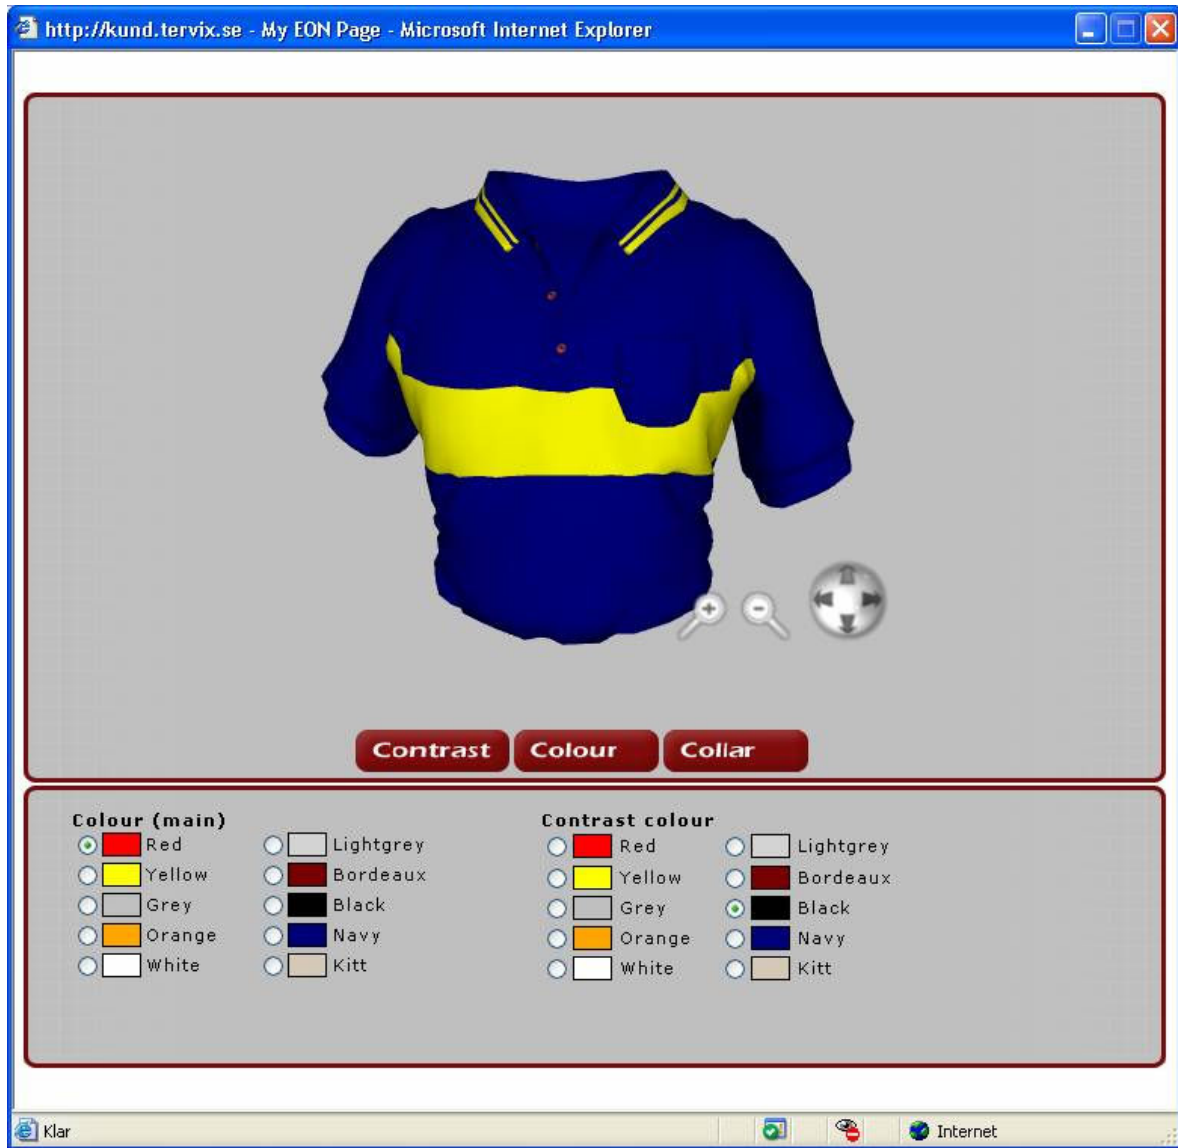 http://kund.tervix.se - My EON Page - Microsoft Internet Explorer
Contrast Colour Collar
Colour (main) Contrast colour
Red Lightgrey Red Lightgrey
Yellow Bordeaux Yellow Bordeaux
Grey Black Grey Black
Orange Navy Orange Navy
White Kitt White Kitt
Klar Internet